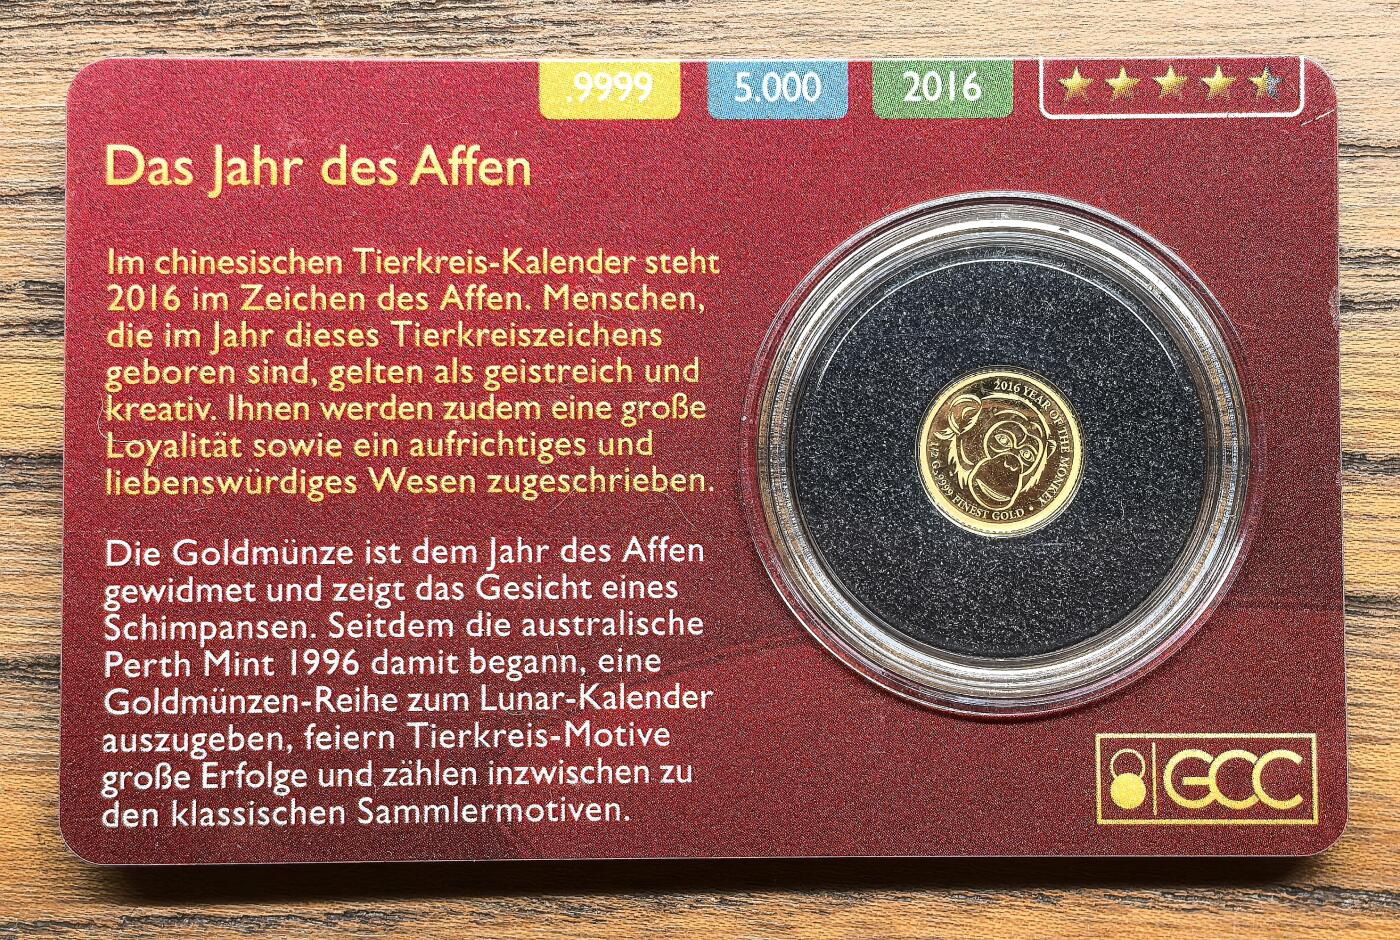 .9999
5.000
2016
Das Jahr des Affen
Im chinesischen Tierkreis-Kalender steht
2016 im Zeichen des Affen. Menschen,
die im Jahr dieses Tierkreiszeichens
geboren sind, gelten als geistreich und
kreativ. Ihnen werden zudem eine große
Loyalität sowie ein aufrichtiges und
liebenswürdiges Wesen zugeschrieben.
Die Goldmünze ist dem Jahr des Affen
gewidmet und zeigt das Gesicht eines
Schimpansen. Seitdem die australische
Perth Mint 1996 damit begann, eine
Goldmünzen-Reihe zum Lunar-Kalender
auszugeben, feiern Tierkreis-Motive
große Erfolge und zählen inzwischen zu
den klassischen Sammlermotiven.
2016 YEAR OF THE MONKEY
1/2 G .9999 FINEST GOLD
GCC